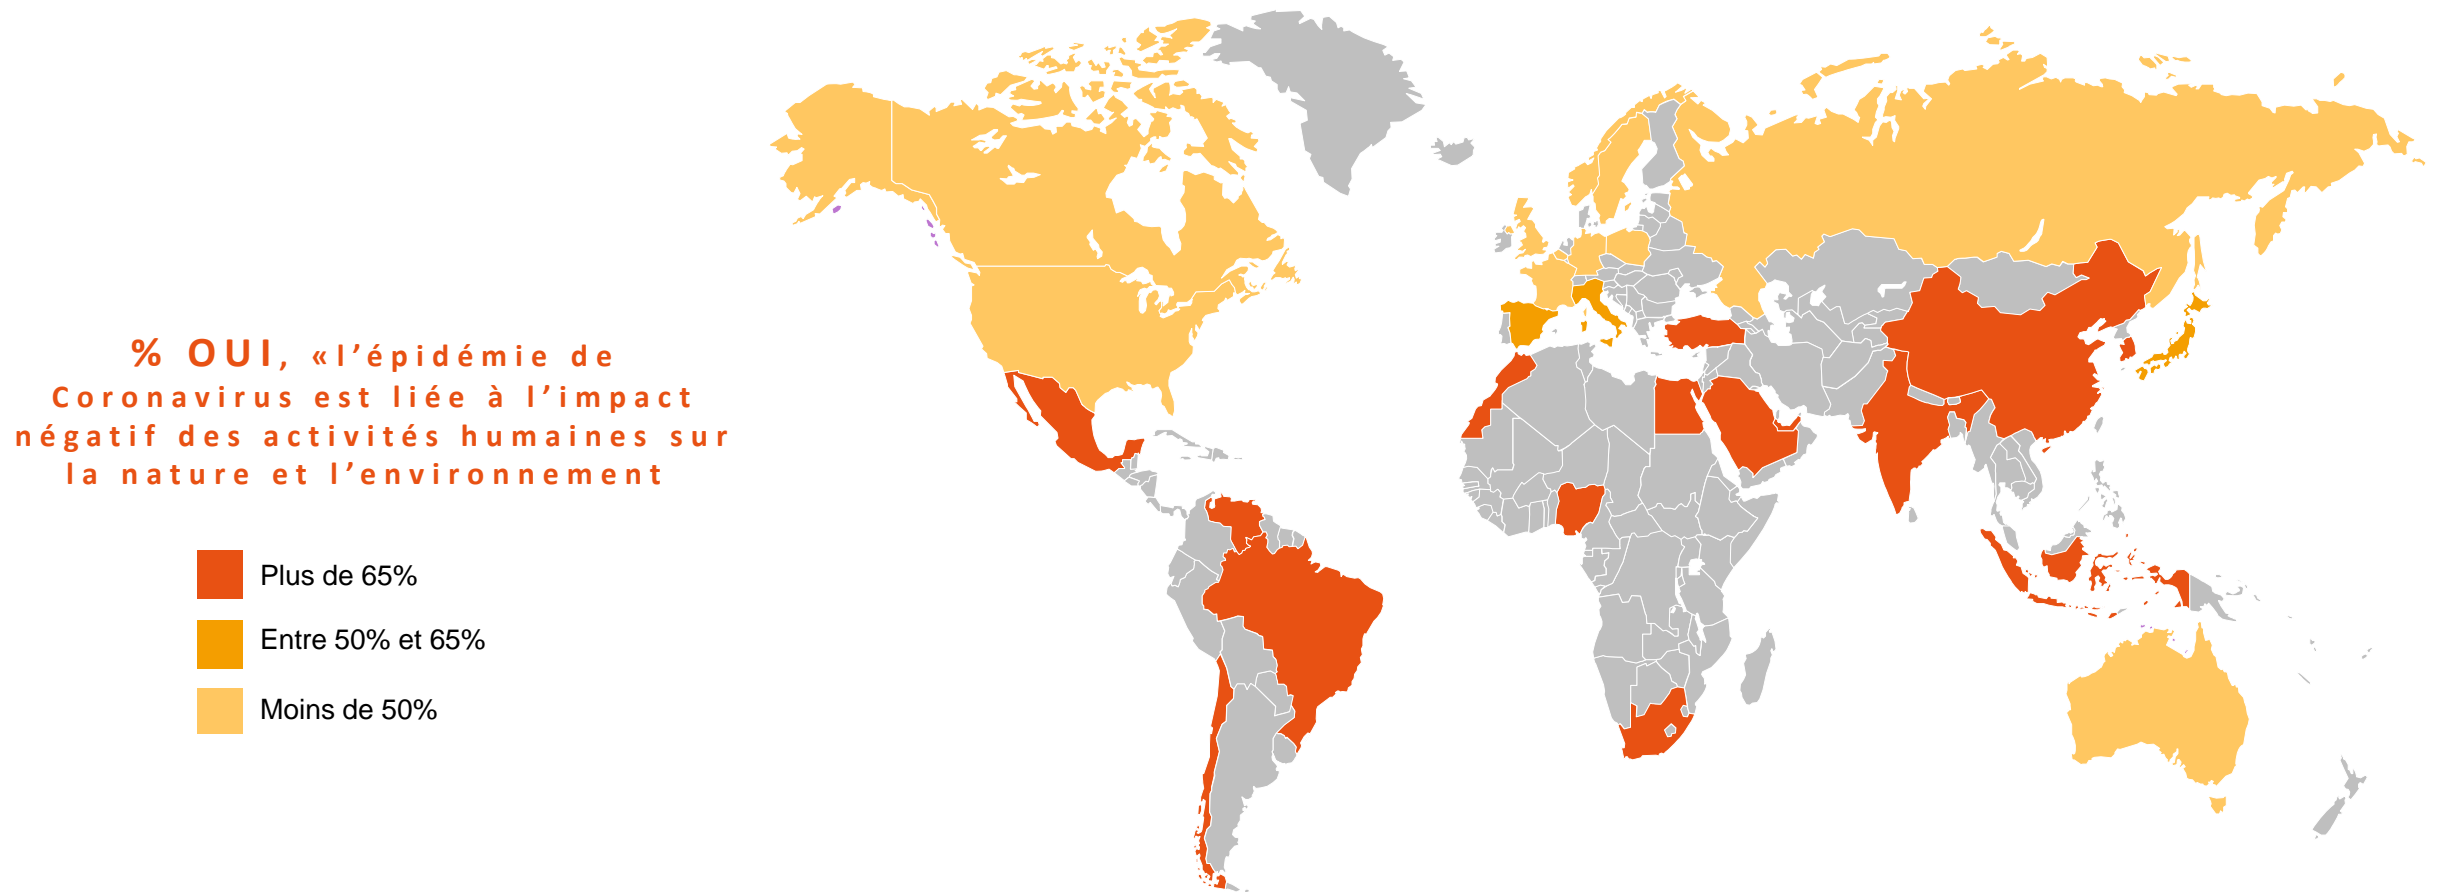 % OUI, «l’épidémie de
Coronavirus est liée à l’impact
négatif des activités humaines sur
la nature et l’environnement
Plus de 65%
Entre 50% et 65%
Moins de 50%